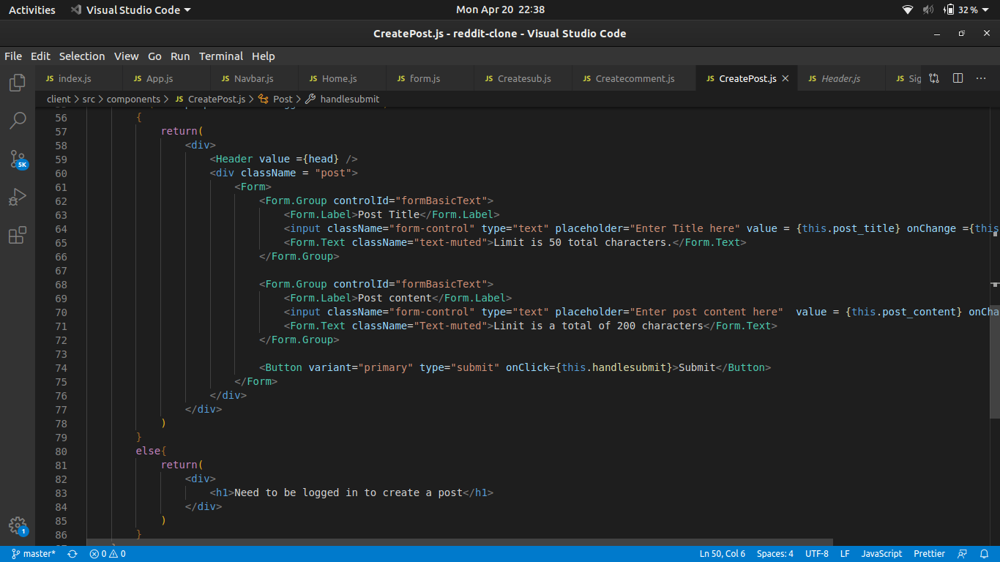 Activities Visual Studio Code Mon Apr 20 22:38 32 %
CreatePost.js - reddit-clone - Visual Studio Code
File Edit Selection View Go Run Terminal Help
JS index.js JS App.js JS Navbar.js JS Home.js JS form.js JS Createsub.js JS Createcomment.js JS CreatePost.js JS Header.js JS Sig
client > src > components > JS CreatePost.js > Post > handlesubmit
56 {
57 return(
58 <div>
59 <Header value ={head} />
60 <div className = "post">
61 <Form>
62 <Form.Group controlId="formBasicText">
63 <Form.Label>Post Title</Form.Label>
64 <input className="form-control" type="text" placeholder="Enter Title here" value = {this.post_title} onChange ={this
65 <Form.Text className="text-muted">Limit is 50 total characters.</Form.Text>
66 </Form.Group>
67
68 <Form.Group controlId="formBasicText">
69 <Form.Label>Post content</Form.Label>
70 <input className="form-control" type="text" placeholder="Enter post content here"  value = {this.post_content} onCha
71 <Form.Text className="Text-muted">Linit is a total of 200 characters</Form.Text>
72 </Form.Group>
73
74 <Button variant="primary" type="submit" onClick={this.handlesubmit}>Submit</Button>
75 </Form>
76 </div>
77 </div>
78 )
79 }
80 else{
81 return(
82 <div>
83 <h1>Need to be logged in to create a post</h1>
84 </div>
85 )
86 }
5K
1
master* 0 0 Ln 50, Col 6 Spaces: 4 UTF-8 LF JavaScript Prettier